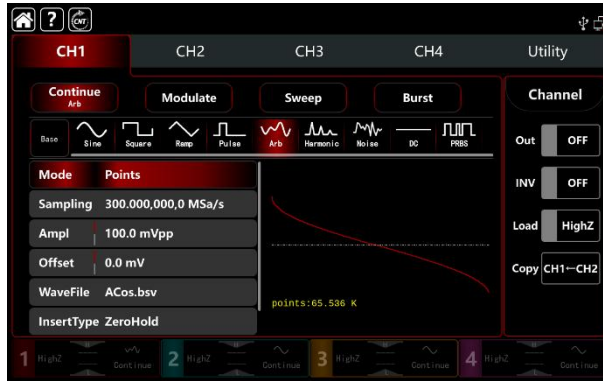 ? CNT
CH1 CH2 CH3 CH4 Utility
Continue Modulate Sweep Burst Channel
Arb
Base Sine Square Ramp Pulse Arb Harmonic Noise DC PRBS
Out OFF
Mode Points
INV OFF
Sampling 300.000,000,0 MSa/s
Load HighZ
Ampl 100.0 mVpp
Offset 0.0 mV
Copy CH1←CH2
WaveFile ACos.bsv
points:65.536 K
InsertType ZeroHold
1 HighZ Continue 2 HighZ Continue 3 HighZ Continue 4 HighZ Continue